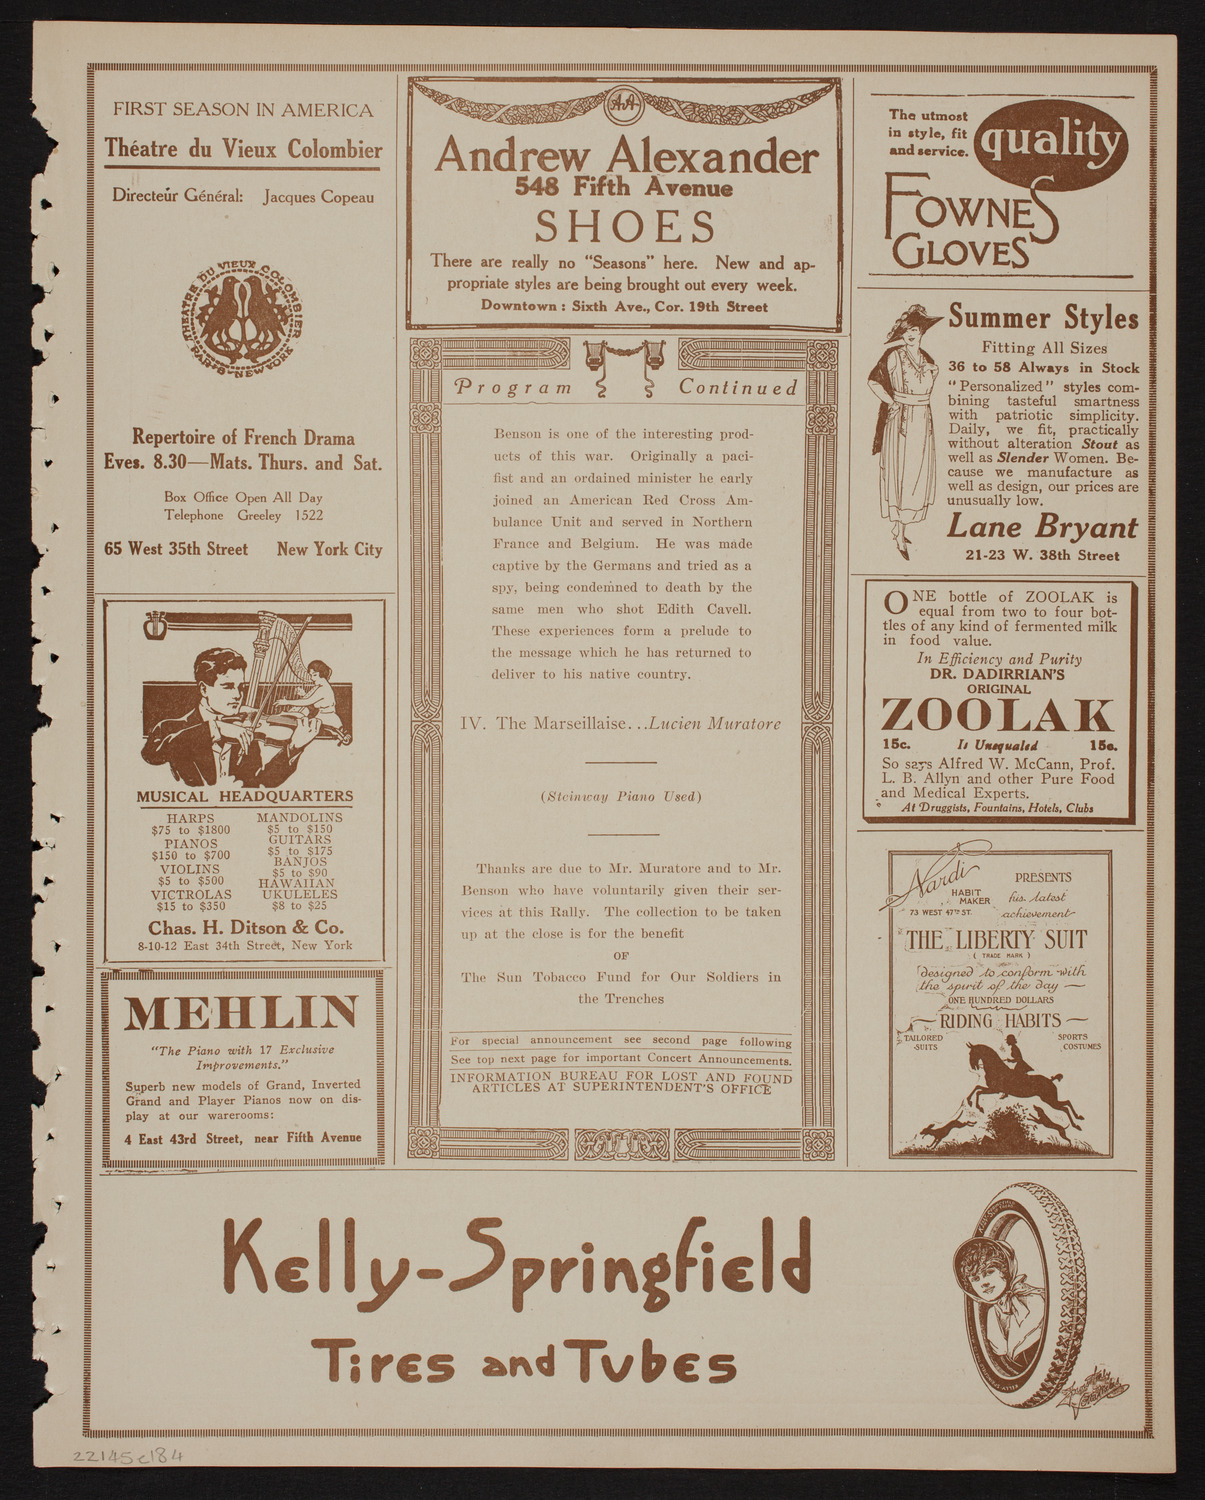 FIRST SEASON IN AMERICA
Théatre du Vieux Colombier
Directeur Général: Jacques Copeau
THEATRE DU VIEUX COLOMBIER
PARIS-NEW YORK
Repertoire of French Drama
Eves. 8.30—Mats. Thurs. and Sat.
Box Office Open All Day
Telephone Greeley 1522
65 West 35th Street New York City
MUSICAL HEADQUARTERS
HARPS
$75 to $1800
PIANOS
$150 to $700
VIOLINS
$5 to $500
VICTROLAS
$15 to $350
MANDOLINS
$5 to $150
GUITARS
$5 to $175
BANJOS
$5 to $90
HAWAIIAN
UKULELES
$8 to $25
Chas. H. Ditson & Co.
8-10-12 East 34th Street, New York
MEHLIN
"The Piano with 17 Exclusive
Improvements."
Superb new models of Grand, Inverted
Grand and Player Pianos now on dis-
play at our warerooms:
4 East 43rd Street, near Fifth Avenue
AA
Andrew Alexander
548 Fifth Avenue
SHOES
There are really no "Seasons" here. New and ap-
propriate styles are being brought out every week.
Downtown: Sixth Ave., Cor. 19th Street
Program Continued
Benson is one of the interesting prod-
ucts of this war. Originally a paci-
fist and an ordained minister he early
joined an American Red Cross Am-
bulance Unit and served in Northern
France and Belgium. He was made
captive by the Germans and tried as a
spy, being condemned to death by the
same men who shot Edith Cavell.
These experiences form a prelude to
the message which he has returned to
deliver to his native country.
IV. The Marseillaise...Lucien Muratore
(Steinway Piano Used)
Thanks are due to Mr. Muratore and to Mr.
Benson who have voluntarily given their ser-
vices at this Rally. The collection to be taken
up at the close is for the benefit
OF
The Sun Tobacco Fund for Our Soldiers in
the Trenches
For special announcement see second page following
See top next page for important Concert Announcements.
INFORMATION BUREAU FOR LOST AND FOUND
ARTICLES AT SUPERINTENDENT'S OFFICE
The utmost
in style, fit
and service.
quality
FOWNES
GLOVES
Summer Styles
Fitting All Sizes
36 to 58 Always in Stock
"Personalized" styles com-
bining tasteful smartness
with patriotic simplicity.
Daily, we fit, practically
without alteration Stout as
well as Slender Women. Be-
cause we manufacture as
well as design, our prices are
unusually low.
Lane Bryant
21-23 W. 38th Street
ONE bottle of ZOOLAK is
equal from two to four bot-
tles of any kind of fermented milk
in food value.
In Efficiency and Purity
DR. DADIRRIAN'S
ORIGINAL
ZOOLAK
15c. Is Unequaled 15c.
So says Alfred W. McCann, Prof.
L. B. Allyn and other Pure Food
and Medical Experts.
At Druggists, Fountains, Hotels, Clubs
Nardi PRESENTS
HABIT
MAKER his latest
73 WEST 47TH ST. achievement
THE LIBERTY SUIT
(TRADE MARK)
designed to conform with
the spirit of the day —
ONE HUNDRED DOLLARS
— RIDING HABITS —
TAILORED
SUITS
SPORTS
COSTUMES
Kelly-Springfield
Tires and Tubes
22145c184